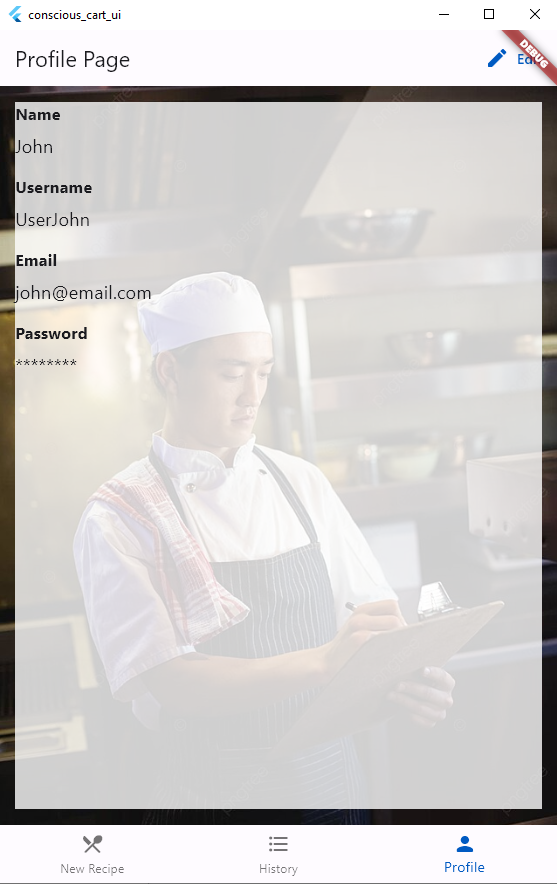 conscious_cart_ui
Profile Page
DEBUG
Name
John
Username
UserJohn
Email
john@email.com
Password
********
New Recipe
History
Profile